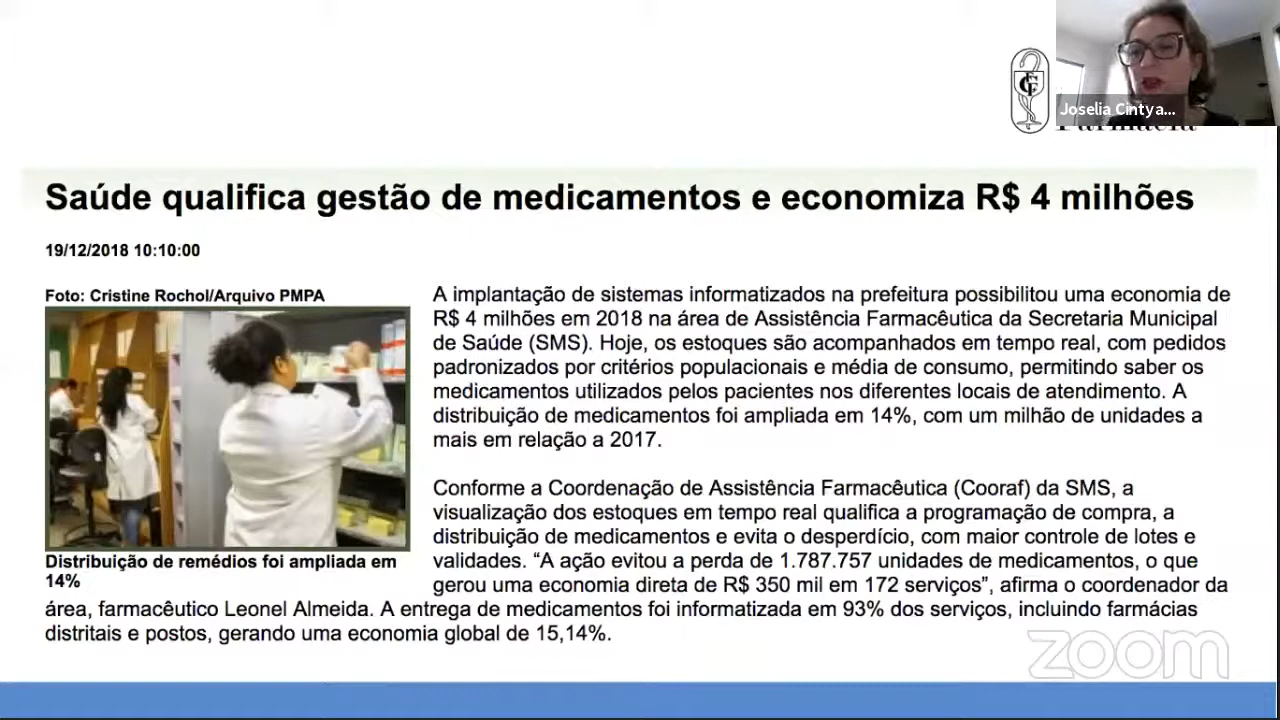 Joselia Cintya...
Saúde qualifica gestão de medicamentos e economiza R$ 4 milhões
19/12/2018 10:10:00
Foto: Cristine Rochol/Arquivo PMPA
Distribuição de remédios foi ampliada em
14%
A implantação de sistemas informatizados na prefeitura possibilitou uma economia de
R$ 4 milhões em 2018 na área de Assistência Farmacêutica da Secretaria Municipal
de Saúde (SMS). Hoje, os estoques são acompanhados em tempo real, com pedidos
padronizados por critérios populacionais e média de consumo, permitindo saber os
medicamentos utilizados pelos pacientes nos diferentes locais de atendimento. A
distribuição de medicamentos foi ampliada em 14%, com um milhão de unidades a
mais em relação a 2017.
Conforme a Coordenação de Assistência Farmacêutica (Cooraf) da SMS, a
visualização dos estoques em tempo real qualifica a programação de compra, a
distribuição de medicamentos e evita o desperdício, com maior controle de lotes e
validades. “A ação evitou a perda de 1.787.757 unidades de medicamentos, o que
gerou uma economia direta de R$ 350 mil em 172 serviços”, afirma o coordenador da
área, farmacêutico Leonel Almeida. A entrega de medicamentos foi informatizada em 93% dos serviços, incluindo farmácias
distritais e postos, gerando uma economia global de 15,14%.
zoom